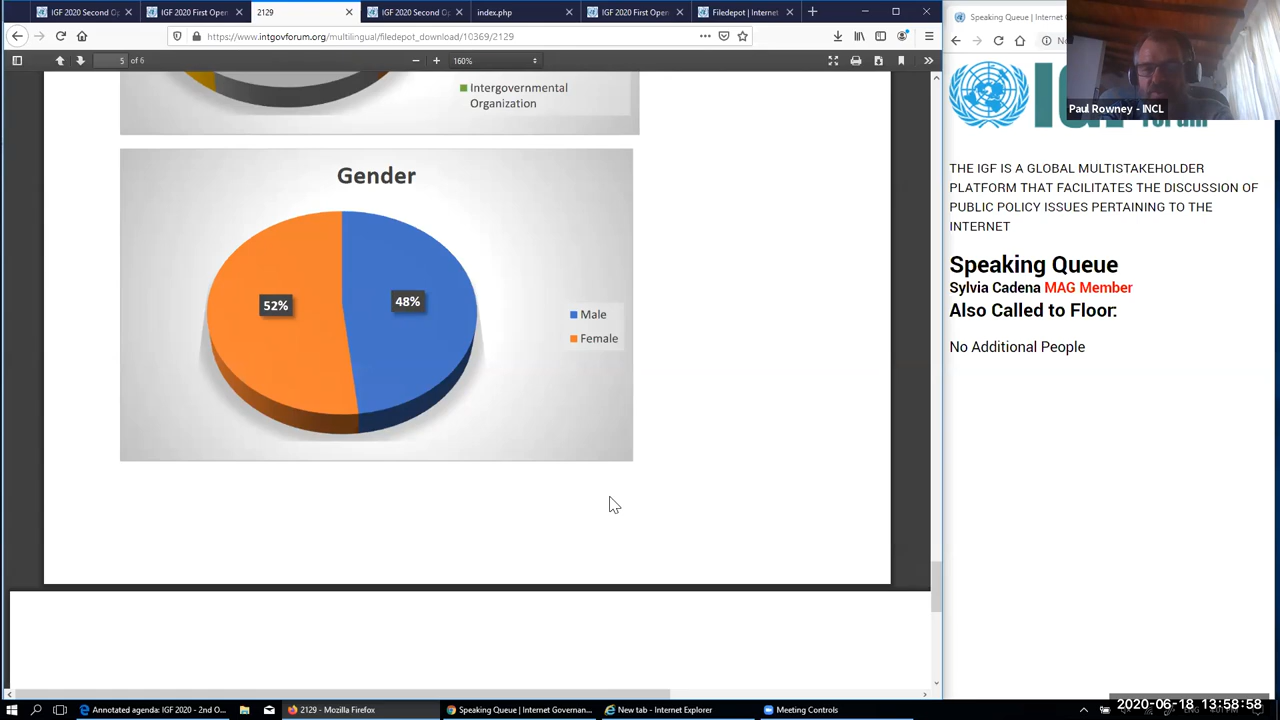 IGF 2020 Second Op
IGF 2020 First Open
2129
IGF 2020 Second Op
index.php
IGF 2020 First Open
Filedepot | Internet
https://www.intgovforum.org/multilingual/filedepot_download/10369/2129
5 of 6
160%
Intergovernmental
Organization
Gender
52%
48%
Male
Female
Speaking Queue | Internet G
Paul Rowney - INCL
THE IGF IS A GLOBAL MULTISTAKEHOLDER
PLATFORM THAT FACILITATES THE DISCUSSION OF
PUBLIC POLICY ISSUES PERTAINING TO THE
INTERNET
Speaking Queue
Sylvia Cadena MAG Member
Also Called to Floor:
No Additional People
Annotated agenda: IGF 2020 - 2nd O...
2129 - Mozilla Firefox
Speaking Queue | Internet Governan...
New tab - Internet Explorer
Meeting Controls
2020-06-18 13:58:58